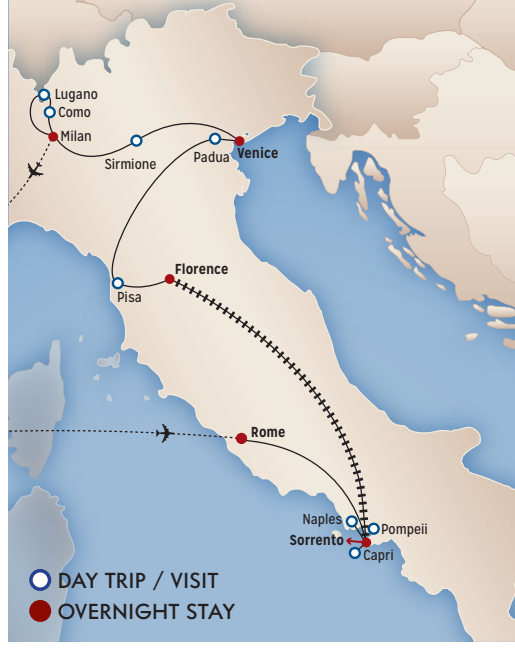 Lugano
Como
Milan
Sirmione
Padua
Venice
Florence
Pisa
Rome
Naples
Pompeii
Sorrento
Capri
DAY TRIP / VISIT
OVERNIGHT STAY